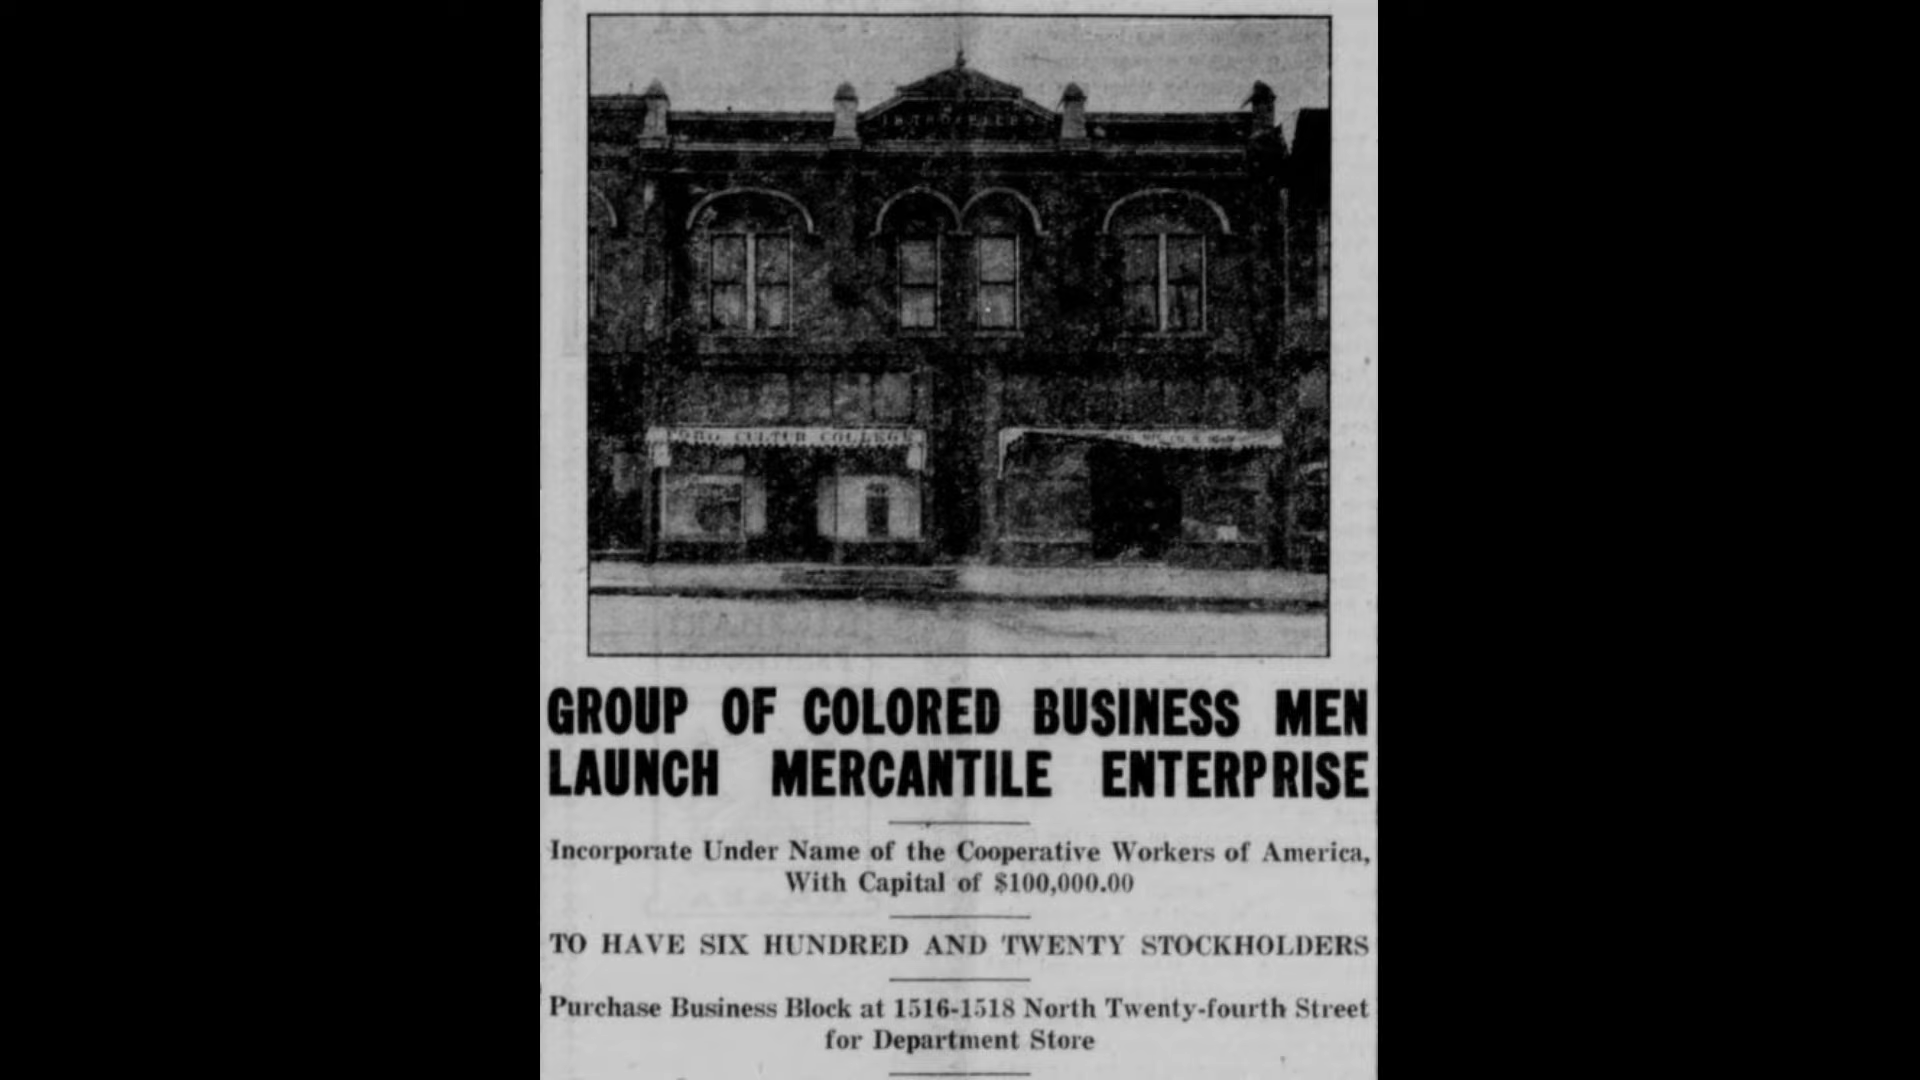 COLLEGE
GROUP OF COLORED BUSINESS MEN
LAUNCH MERCANTILE ENTERPRISE
Incorporate Under Name of the Cooperative Workers of America,
With Capital of $100,000.00
TO HAVE SIX HUNDRED AND TWENTY STOCKHOLDERS
Purchase Business Block at 1516-1518 North Twenty-fourth Street
for Department Store